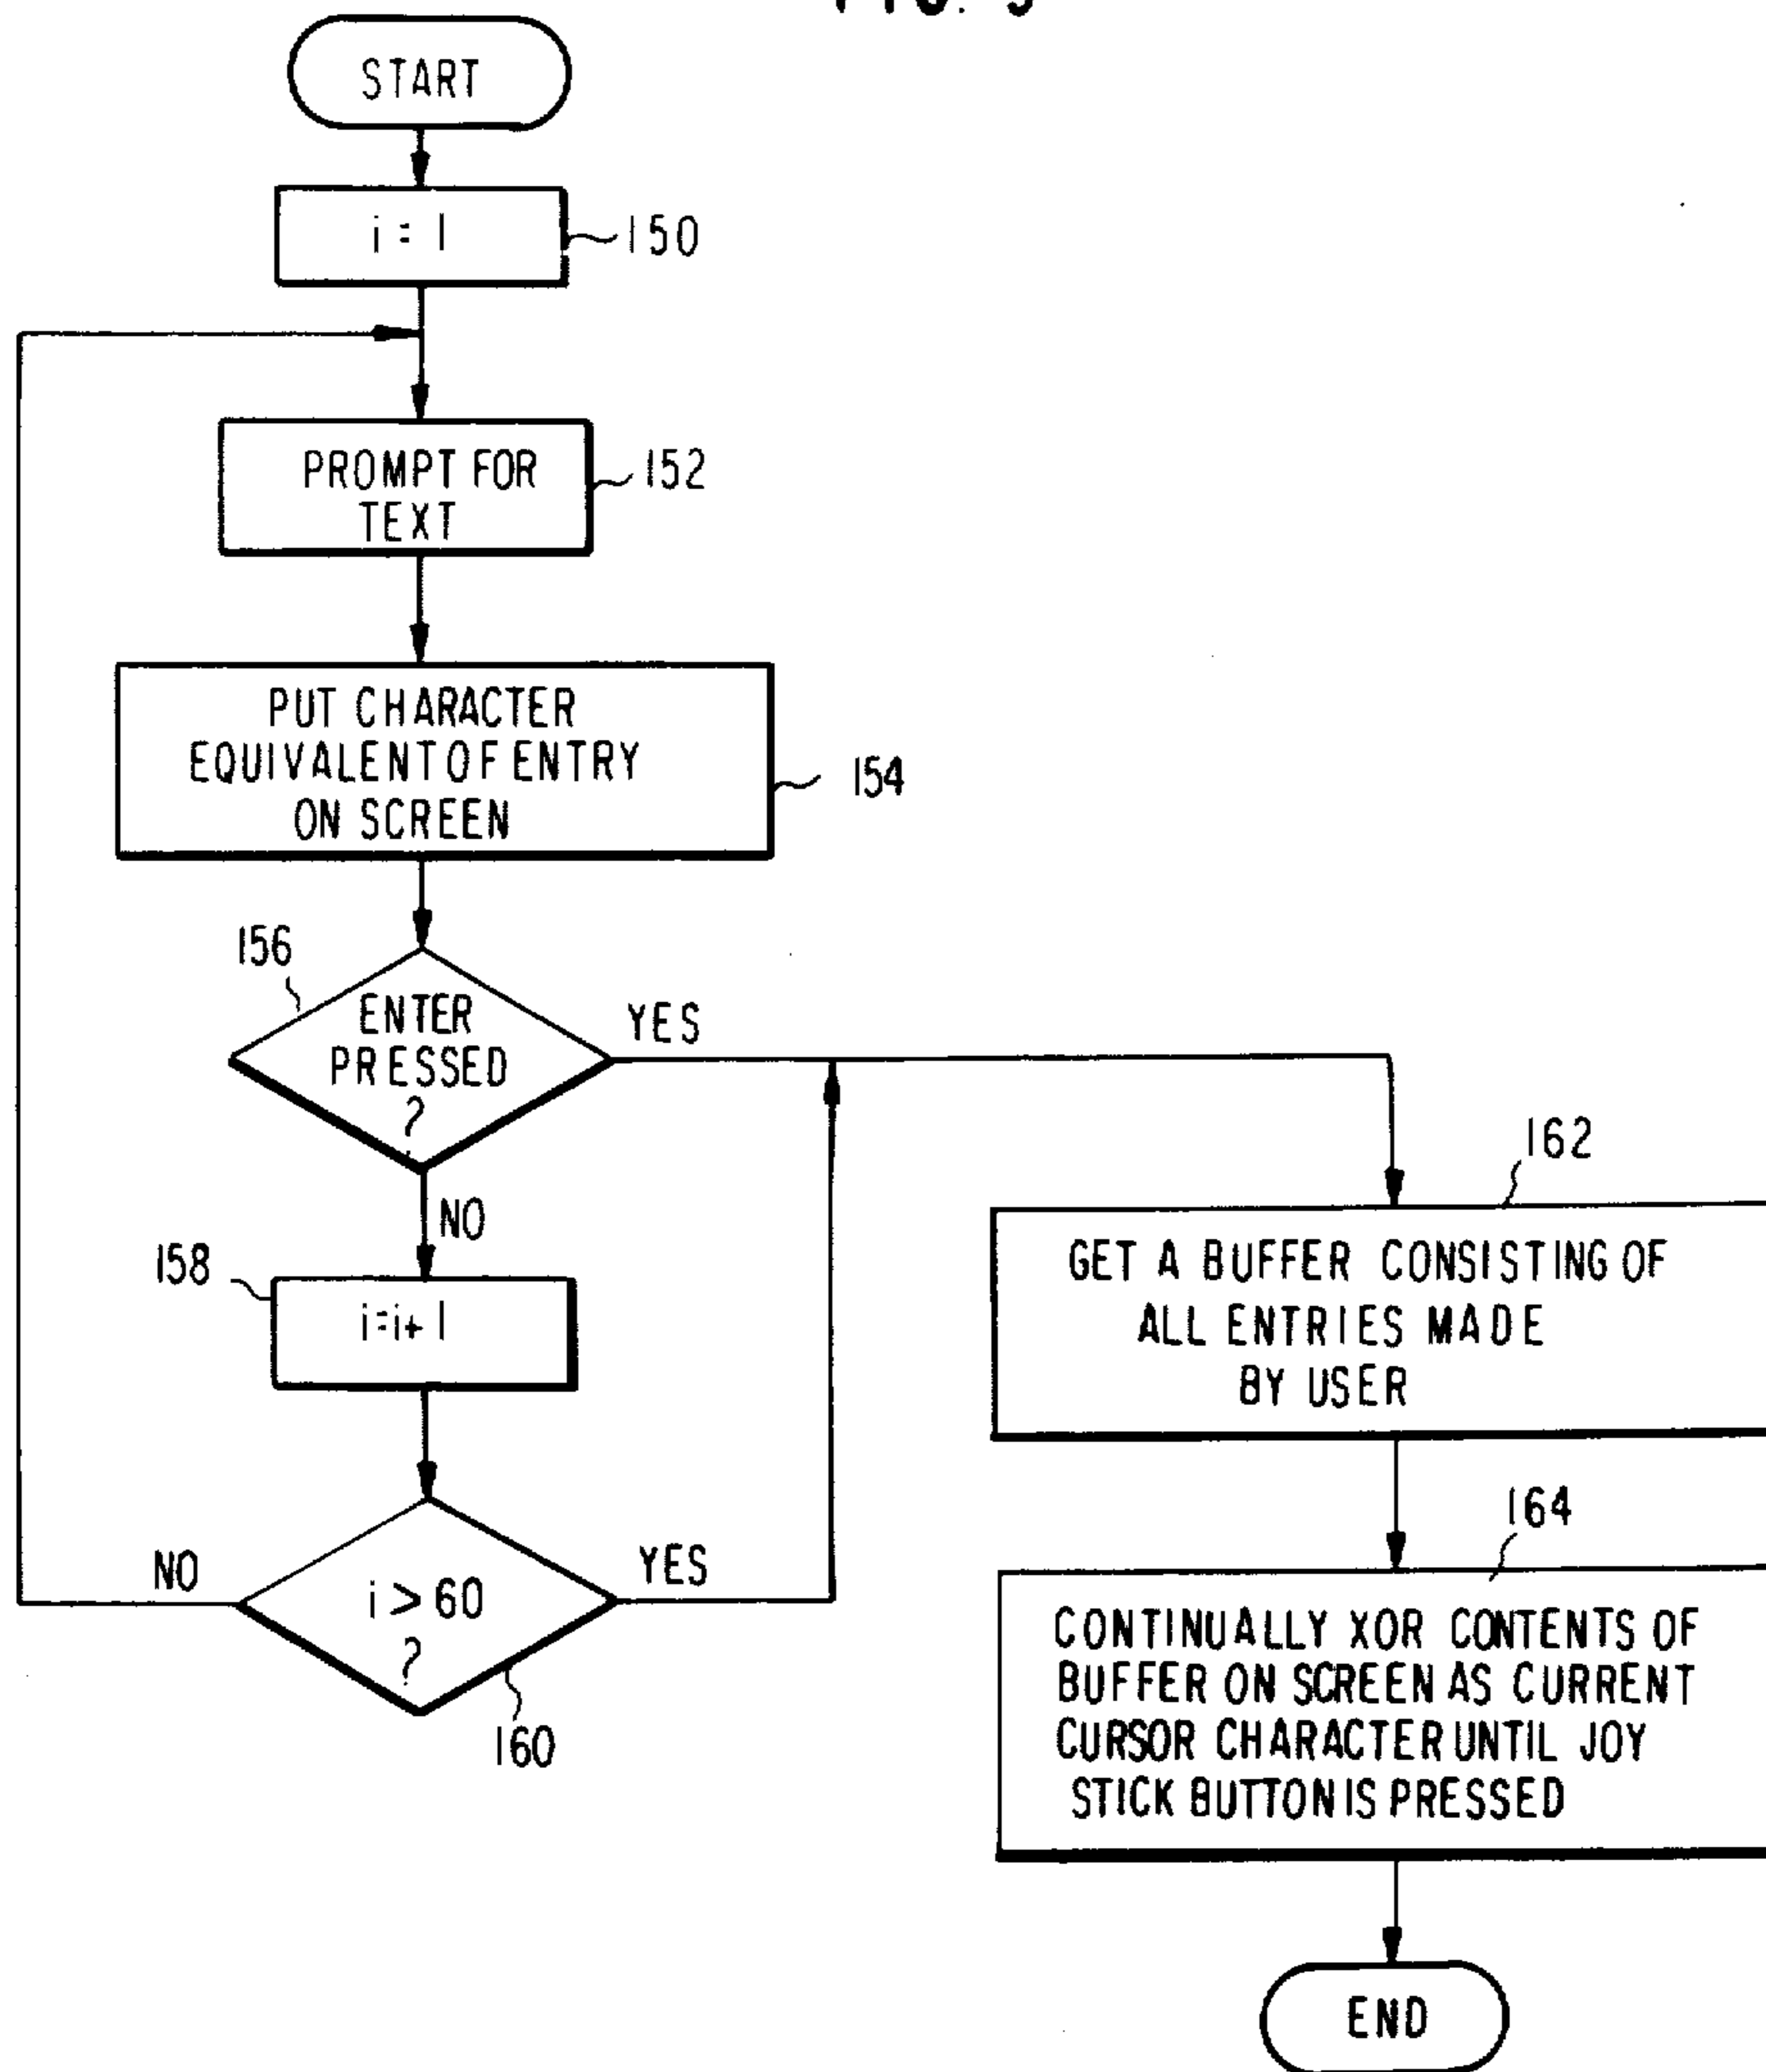 START
i = 1
150
PROMPT FOR
TEXT
152
PUT CHARACTER
EQUIVALENT OF ENTRY
ON SCREEN
154
156
ENTER
PRESSED
?
YES
NO
158
i=i+1
NO
i > 60
?
YES
160
162
GET A BUFFER CONSISTING OF
ALL ENTRIES MADE
BY USER
164
CONTINUALLY XOR CONTENTS OF
BUFFER ON SCREEN AS CURRENT
CURSOR CHARACTER UNTIL JOY
STICK BUTTON IS PRESSED
END